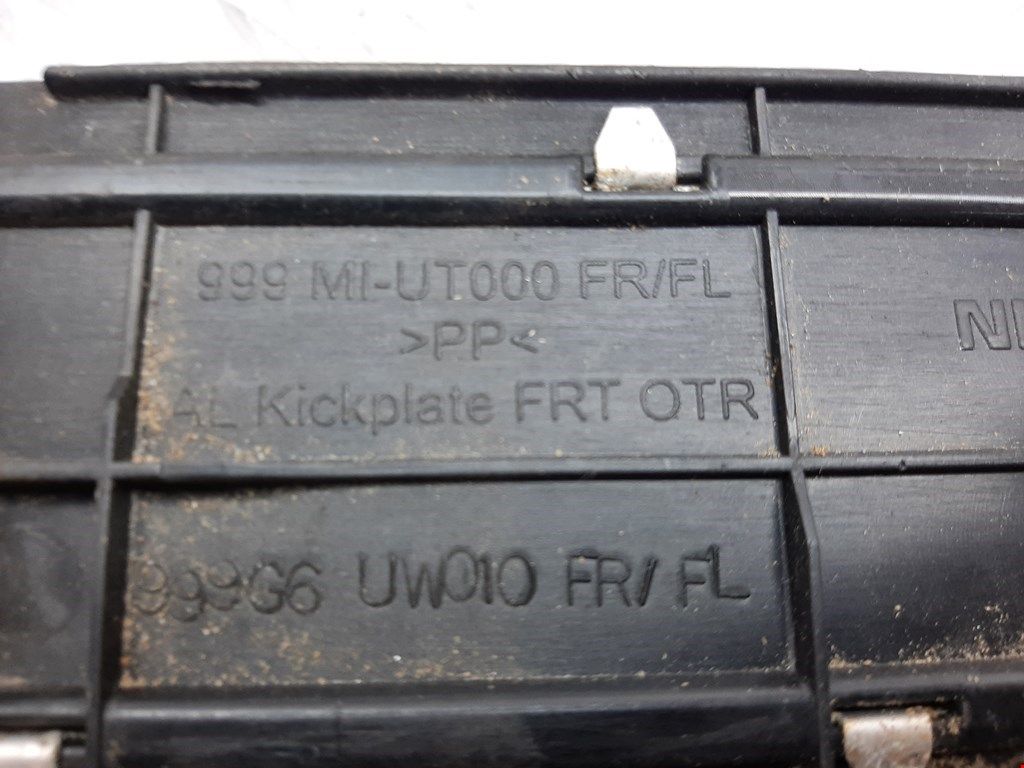 999 MI-UT000 FR/FL
>PP<
AL Kickplate FRT OTR
999G6 UW010 FR/ FL